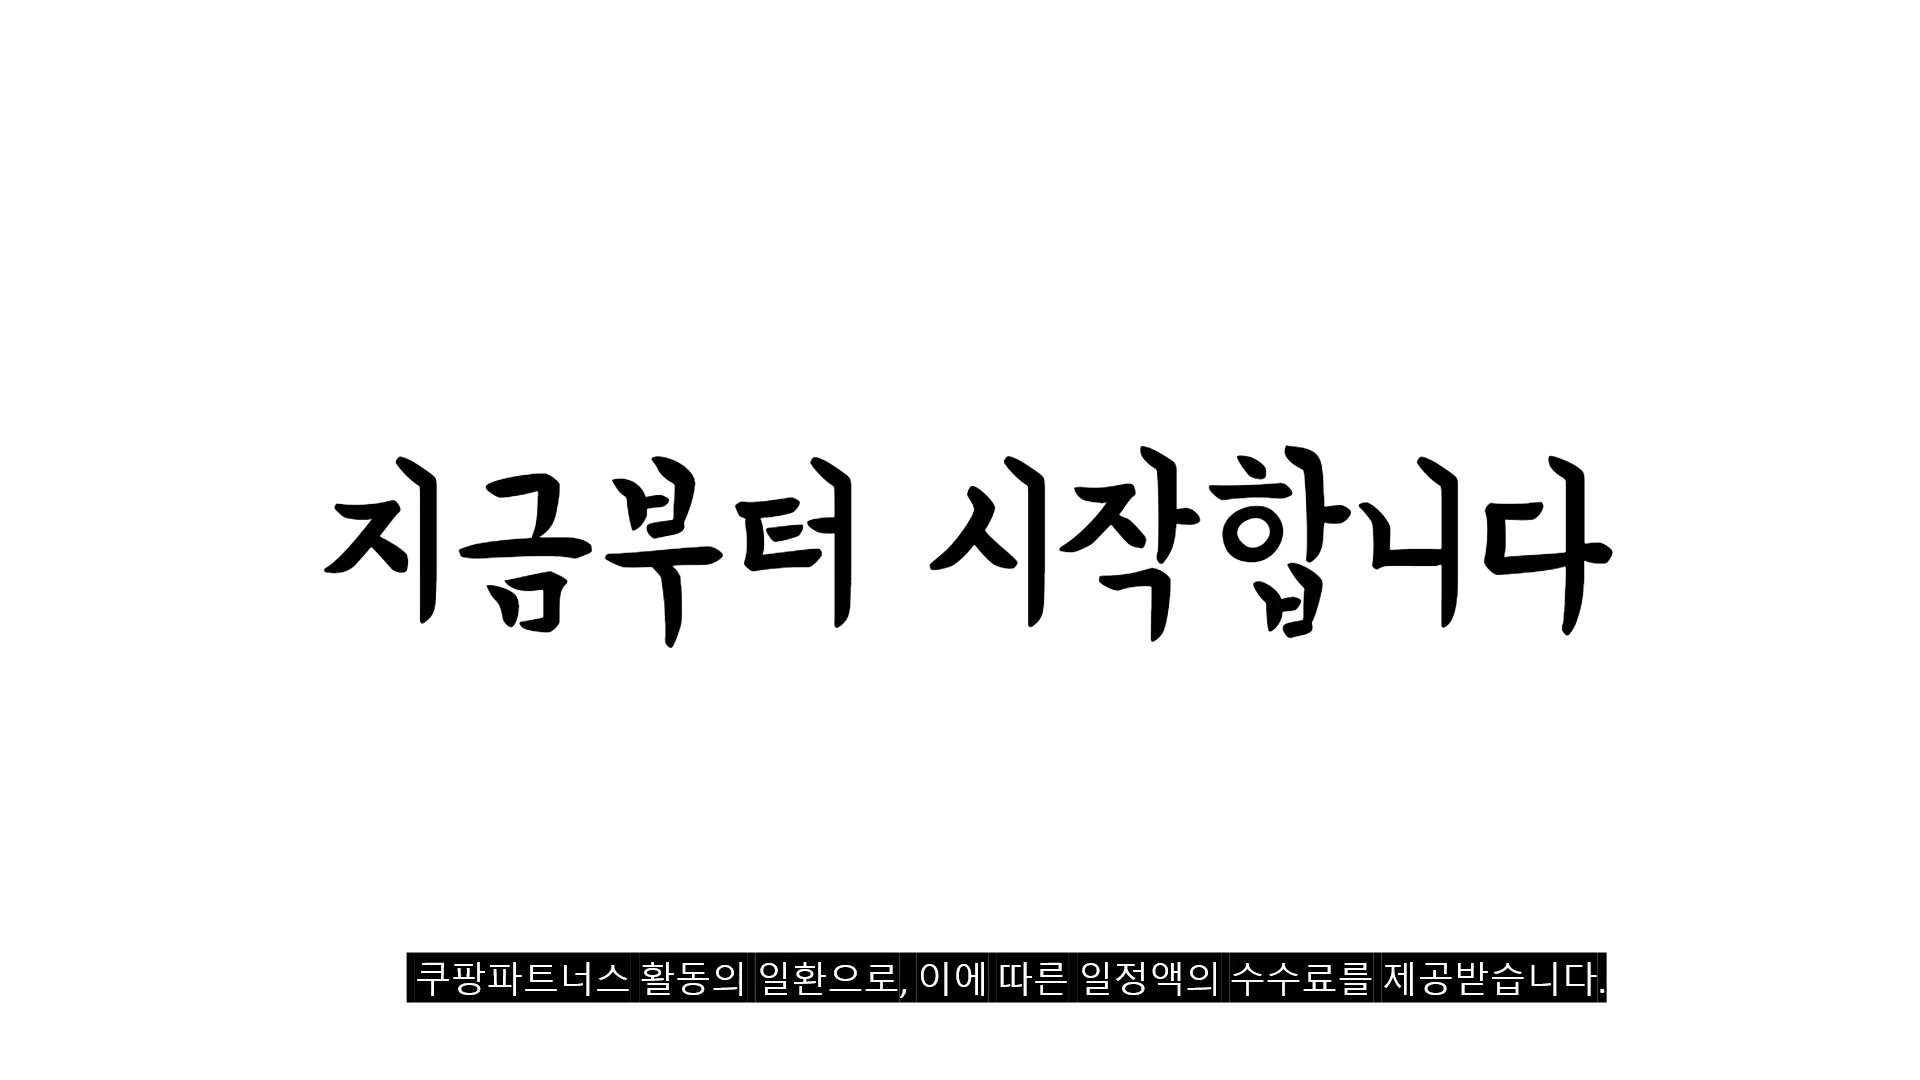 지금부터 시작합니다
쿠팡파트너스 활동의 일환으로, 이에 따른 일정액의 수수료를 제공받습니다.